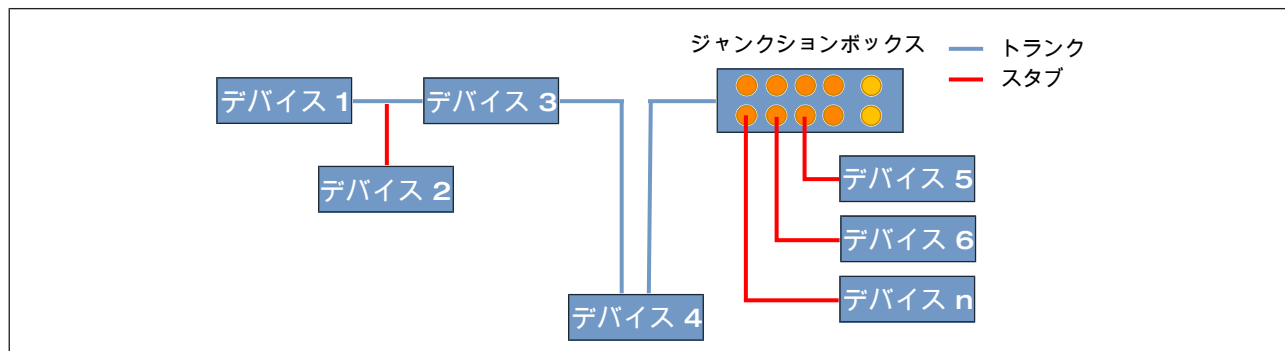 ジャンクションボックス
トランク
スタブ
デバイス 1
デバイス 3
デバイス 2
デバイス 5
デバイス 6
デバイス n
デバイス 4